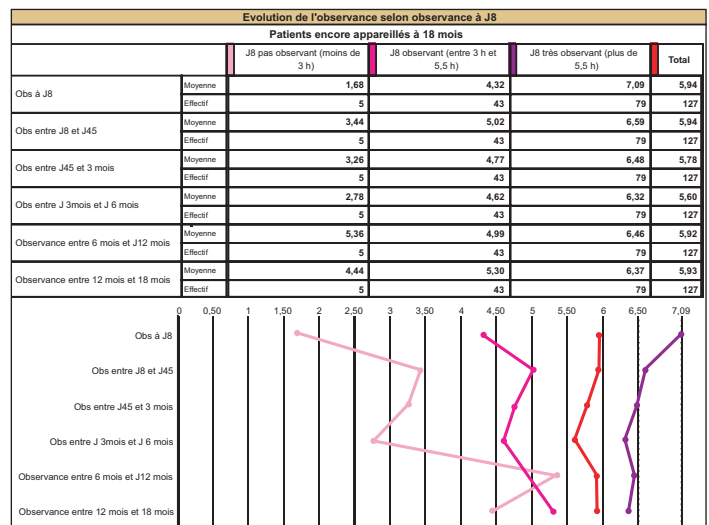 Evolution de l'observance selon observance à J8
Patients encore appareillés à 18 mois
J8 pas observant (moins de 3 h) J8 observant (entre 3 h et 5,5 h) J8 très observant (plus de 5,5 h) Total
Obs à J8 Moyenne 1,68 4,32 7,09 5,94
Effectif 5 43 79 127
Obs entre J8 et J45 Moyenne 3,44 5,02 6,59 5,94
Effectif 5 43 79 127
Obs entre J45 et 3 mois Moyenne 3,26 4,77 6,48 5,78
Effectif 5 43 79 127
Obs entre J 3mois et J 6 mois Moyenne 2,78 4,62 6,32 5,60
Effectif 5 43 79 127
Observance entre 6 mois et J12 mois Moyenne 5,36 4,99 6,46 5,92
Effectif 5 43 79 127
Observance entre 12 mois et 18 mois Moyenne 4,44 5,30 6,37 5,93
Effectif 5 43 79 127
0 0,50 1 1,50 2 2,50 3 3,50 4 4,50 5 5,50 6 6,50 7,09
Obs à J8
Obs entre J8 et J45
Obs entre J45 et 3 mois
Obs entre J 3mois et J 6 mois
Observance entre 6 mois et J12 mois
Observance entre 12 mois et 18 mois